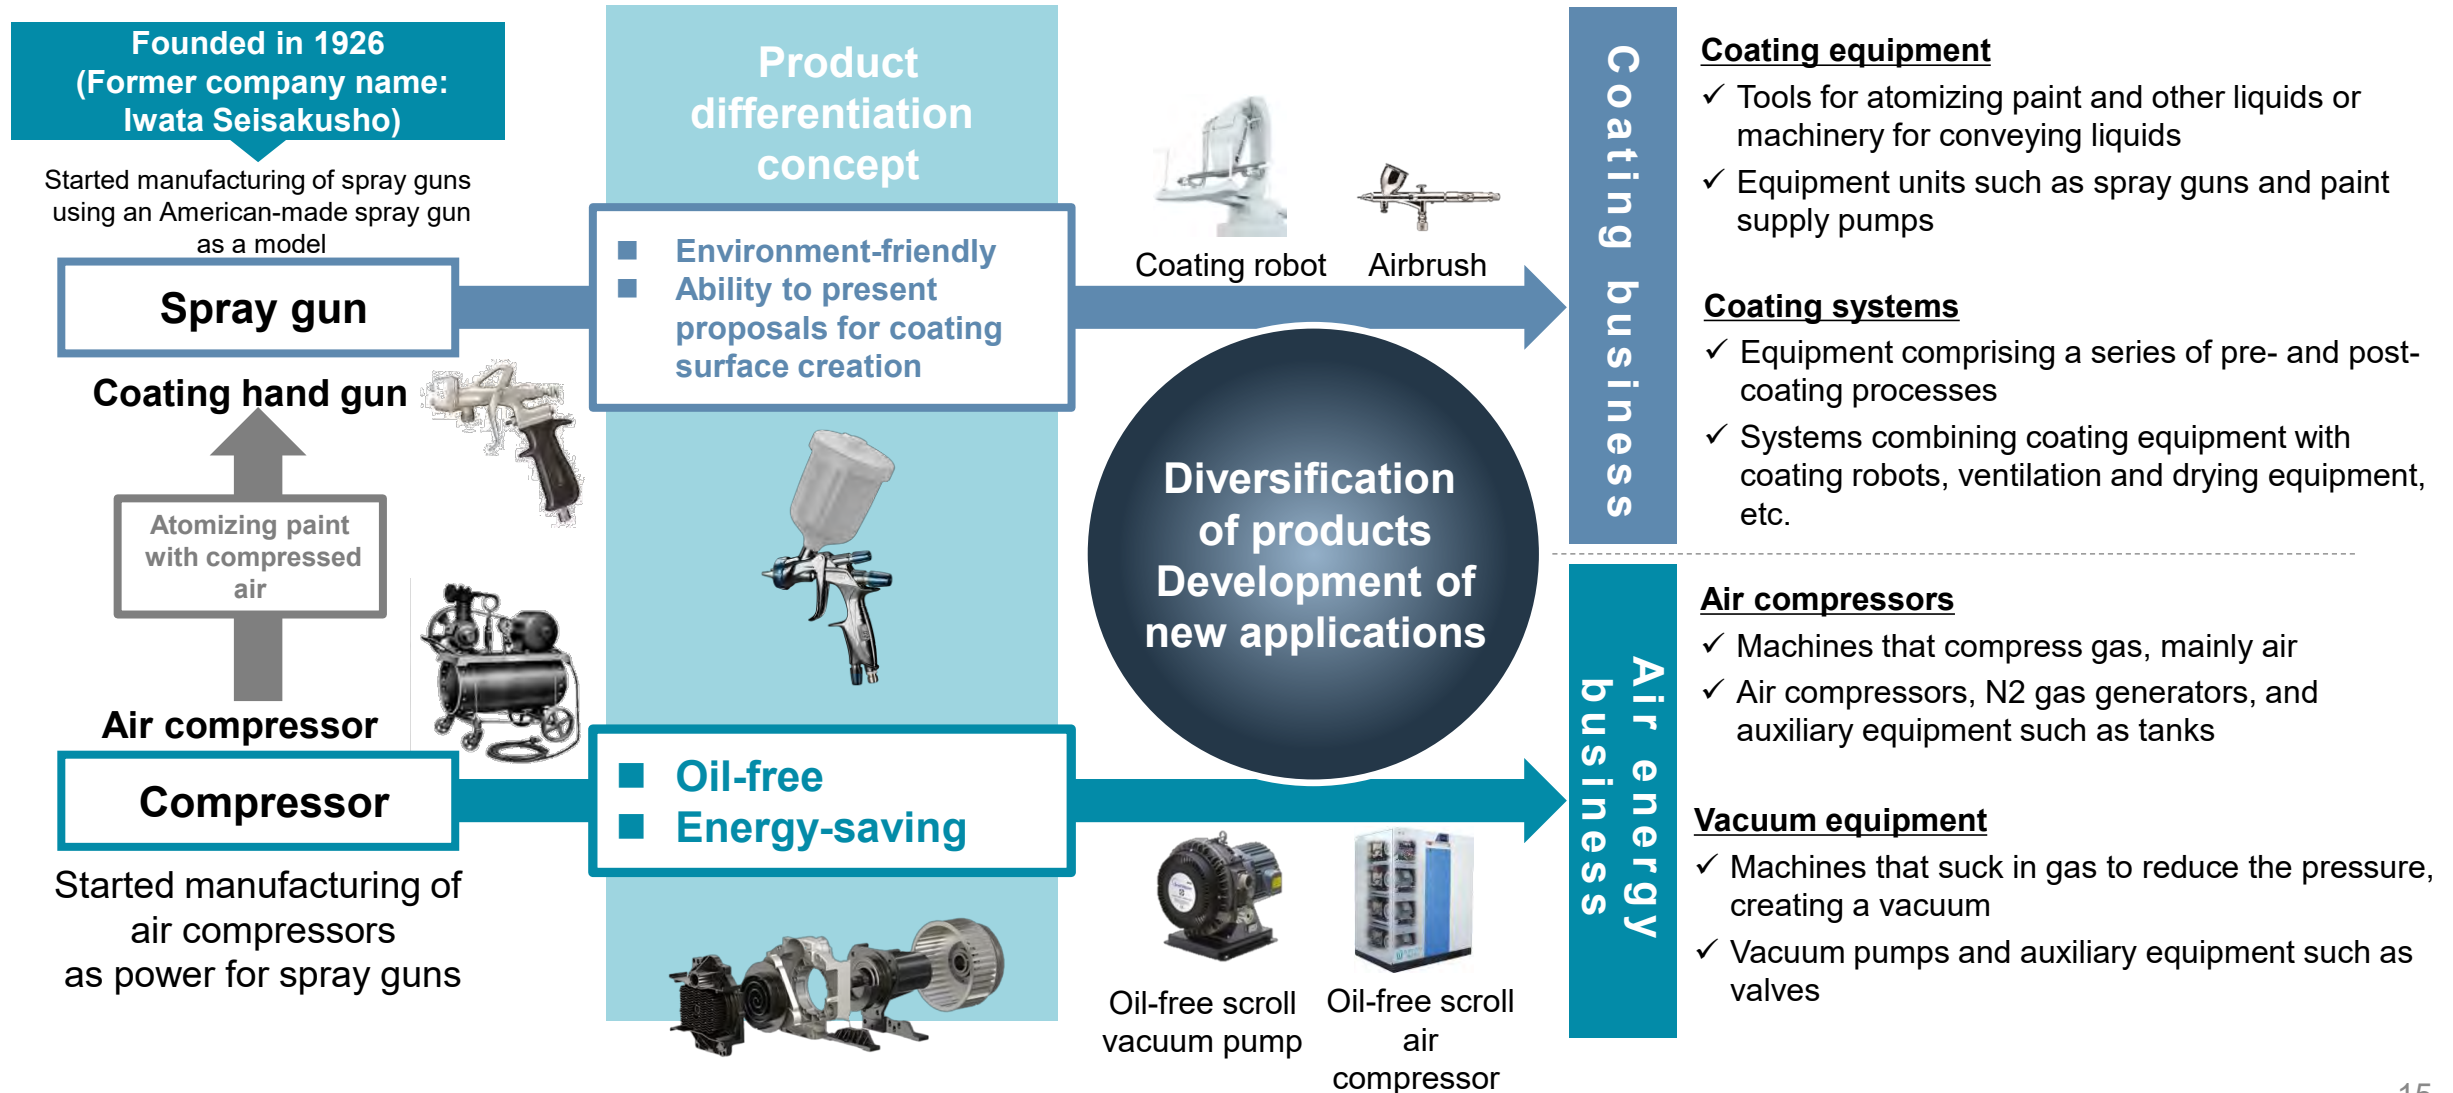 Founded in 1926
(Former company name:
Iwata Seisakusho)
Started manufacturing of spray guns
using an American-made spray gun
as a model
Spray gun
Coating hand gun
Atomizing paint
with compressed
air
Air compressor
Compressor
Started manufacturing of
air compressors
as power for spray guns
Product
differentiation
concept
■ Environment-friendly
■ Ability to present
proposals for coating
surface creation
■ Oil-free
■ Energy-saving
Coating robot
Airbrush
Diversification
of products
Development of
new applications
Oil-free scroll
vacuum pump
Oil-free scroll
air
compressor
Coating business
Coating equipment
✓ Tools for atomizing paint and other liquids or
machinery for conveying liquids
✓ Equipment units such as spray guns and paint
supply pumps
Coating systems
✓ Equipment comprising a series of pre- and post-
coating processes
✓ Systems combining coating equipment with
coating robots, ventilation and drying equipment,
etc.
Air energy
business
Air compressors
✓ Machines that compress gas, mainly air
✓ Air compressors, N2 gas generators, and
auxiliary equipment such as tanks
Vacuum equipment
✓ Machines that suck in gas to reduce the pressure,
creating a vacuum
✓ Vacuum pumps and auxiliary equipment such as
valves